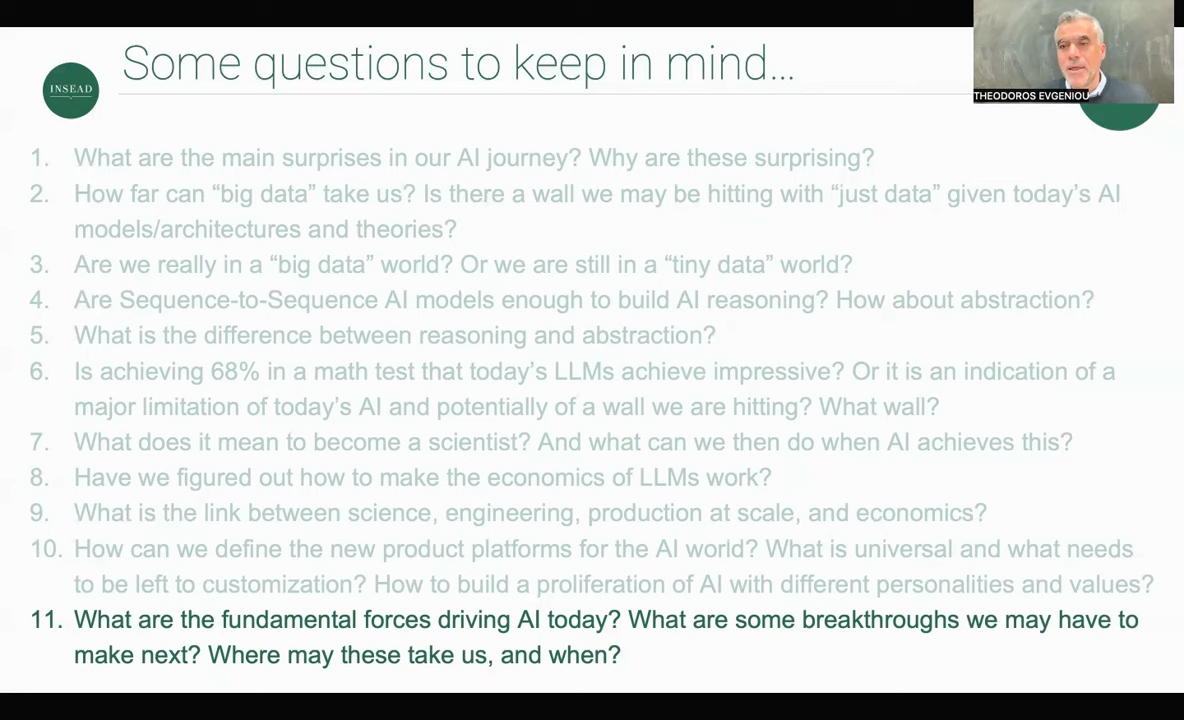 Some questions to keep in mind...
INSEAD
THEODOROS EVGENIOU
1. What are the main surprises in our AI journey? Why are these surprising?
2. How far can “big data” take us? Is there a wall we may be hitting with “just data” given today’s AI
models/architectures and theories?
3. Are we really in a “big data” world? Or we are still in a “tiny data” world?
4. Are Sequence-to-Sequence AI models enough to build AI reasoning? How about abstraction?
5. What is the difference between reasoning and abstraction?
6. Is achieving 68% in a math test that today’s LLMs achieve impressive? Or it is an indication of a
major limitation of today’s AI and potentially of a wall we are hitting? What wall?
7. What does it mean to become a scientist? And what can we then do when AI achieves this?
8. Have we figured out how to make the economics of LLMs work?
9. What is the link between science, engineering, production at scale, and economics?
10. How can we define the new product platforms for the AI world? What is universal and what needs
to be left to customization? How to build a proliferation of AI with different personalities and values?
11. What are the fundamental forces driving AI today? What are some breakthroughs we may have to
make next? Where may these take us, and when?